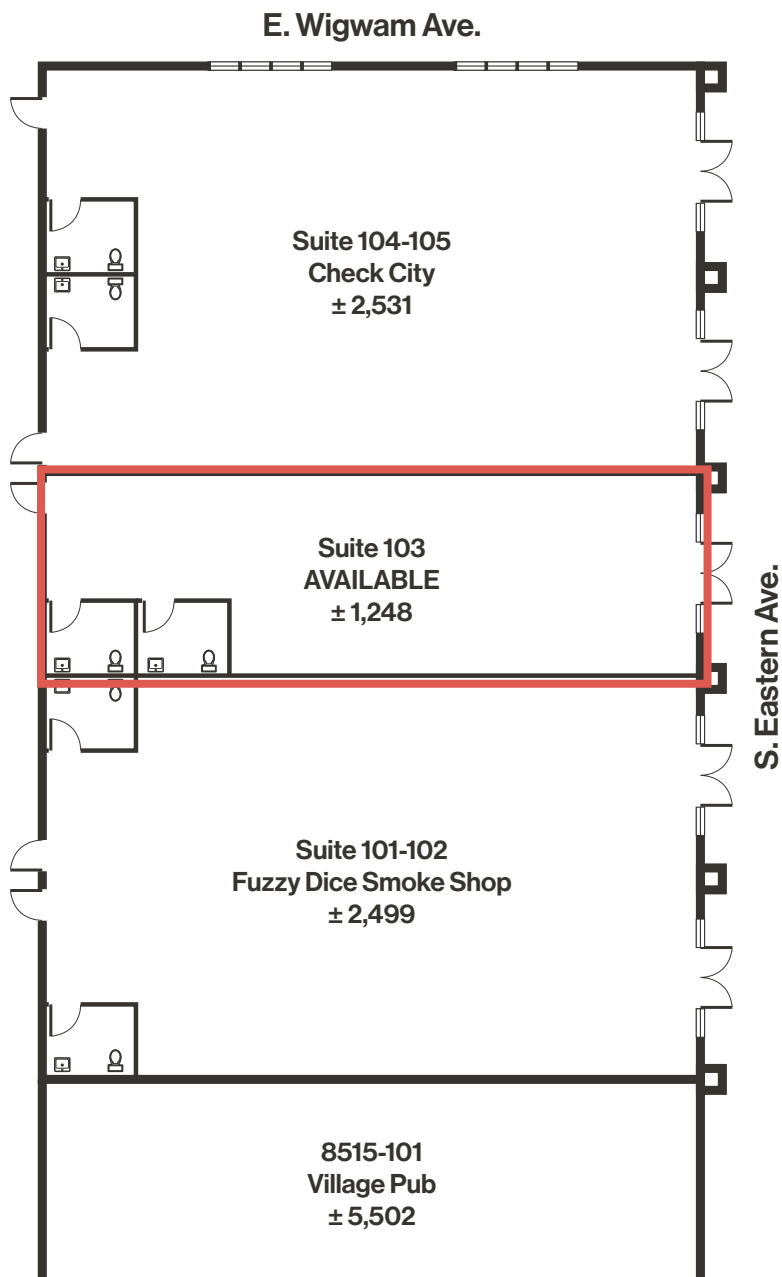 E. Wigwam Ave.
Suite 104-105
Check City
± 2,531
Suite 103
AVAILABLE
± 1,248
S. Eastern Ave.
Suite 101-102
Fuzzy Dice Smoke Shop
± 2,499
8515-101
Village Pub
± 5,502